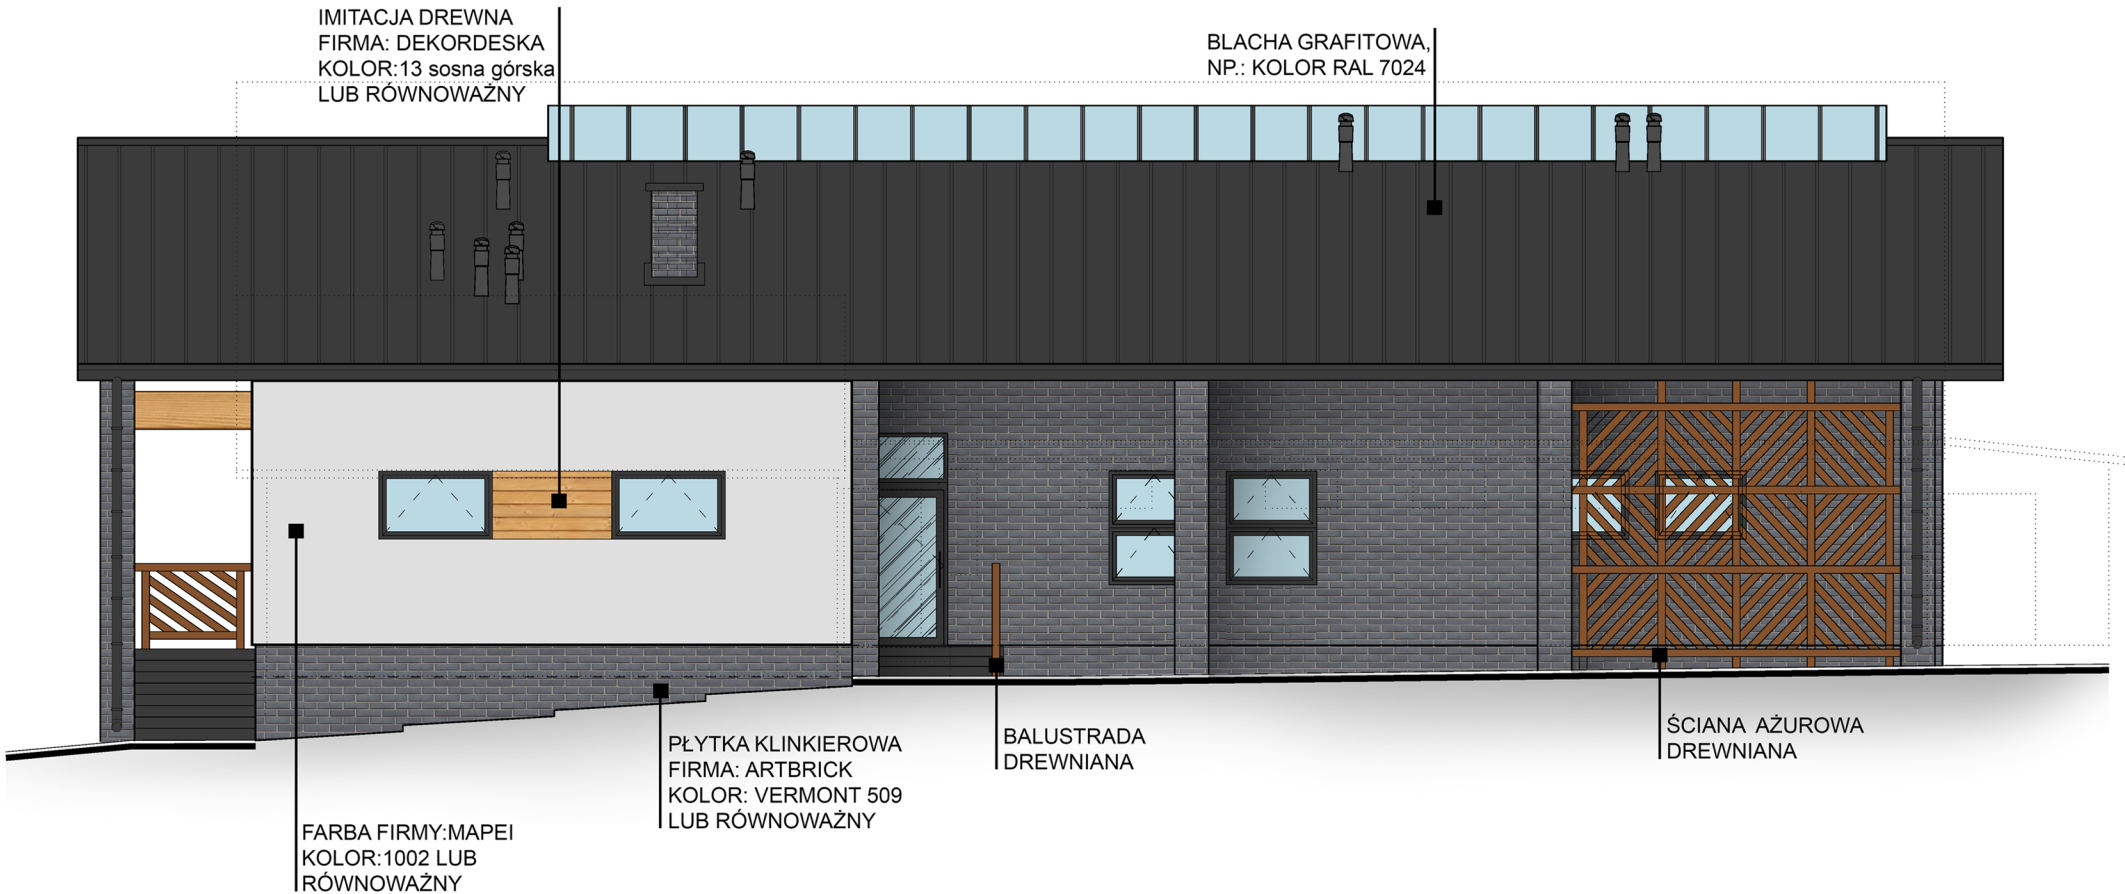 IMITACJA DREWNA
FIRMA: DEKORDESKA
KOLOR:13 sosna górska
LUB RÓWNOWAŻNY
BLACHA GRAFITOWA,
NP.: KOLOR RAL 7024
FARBA FIRMY:MAPEI
KOLOR:1002 LUB
RÓWNOWAŻNY
PŁYTKA KLINKIEROWA
FIRMA: ARTBRICK
KOLOR: VERMONT 509
LUB RÓWNOWAŻNY
BALUSTRADA
DREWNIANA
ŚCIANA AŻUROWA
DREWNIANA